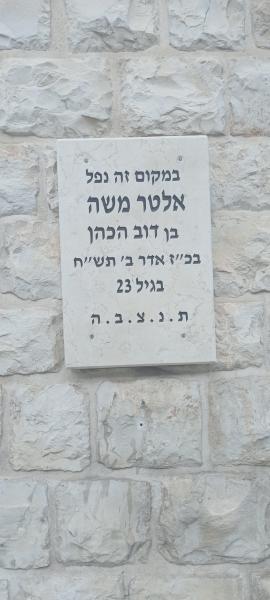 במקום זה נפל
אלטר משה
בן דוב הכהן
בכ״ז אדר ב׳ תש״ח
בגיל 23
ת.נ.צ.ב.ה